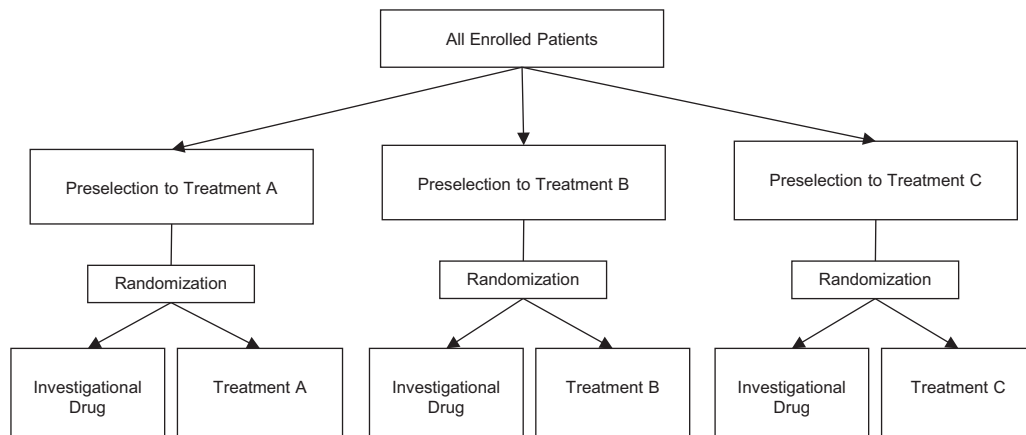 All Enrolled Patients
Preselection to Treatment A
Preselection to Treatment B
Preselection to Treatment C
Randomization
Randomization
Randomization
Investigational
Drug
Treatment A
Investigational
Drug
Treatment B
Investigational
Drug
Treatment C